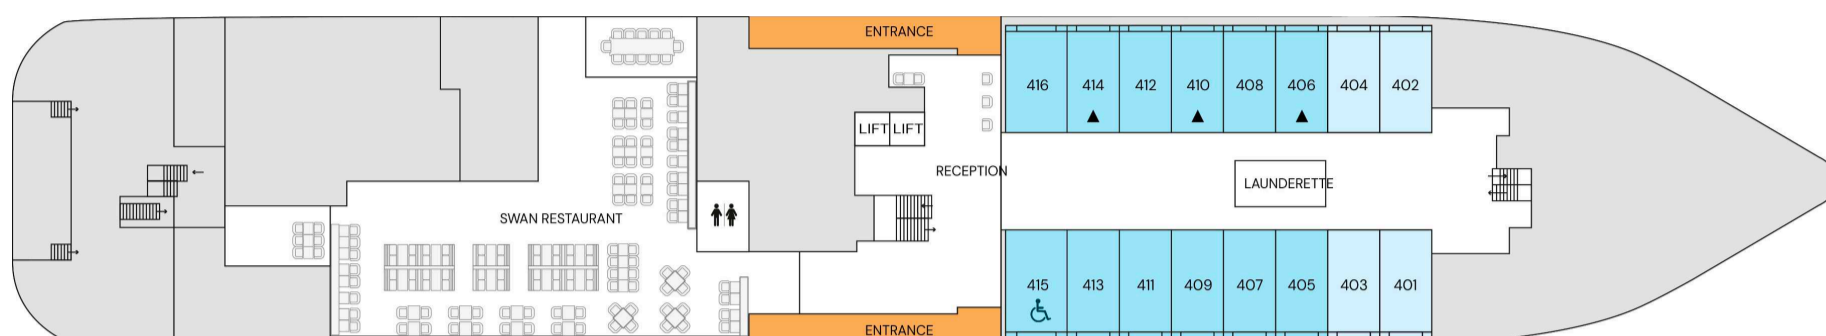 ENTRANCE
416 414 412 410 408 406 404 402
LIFT LIFT
RECEPTION
LAUNDERETTE
SWAN RESTAURANT
415 413 411 409 407 405 403 401
ENTRANCE